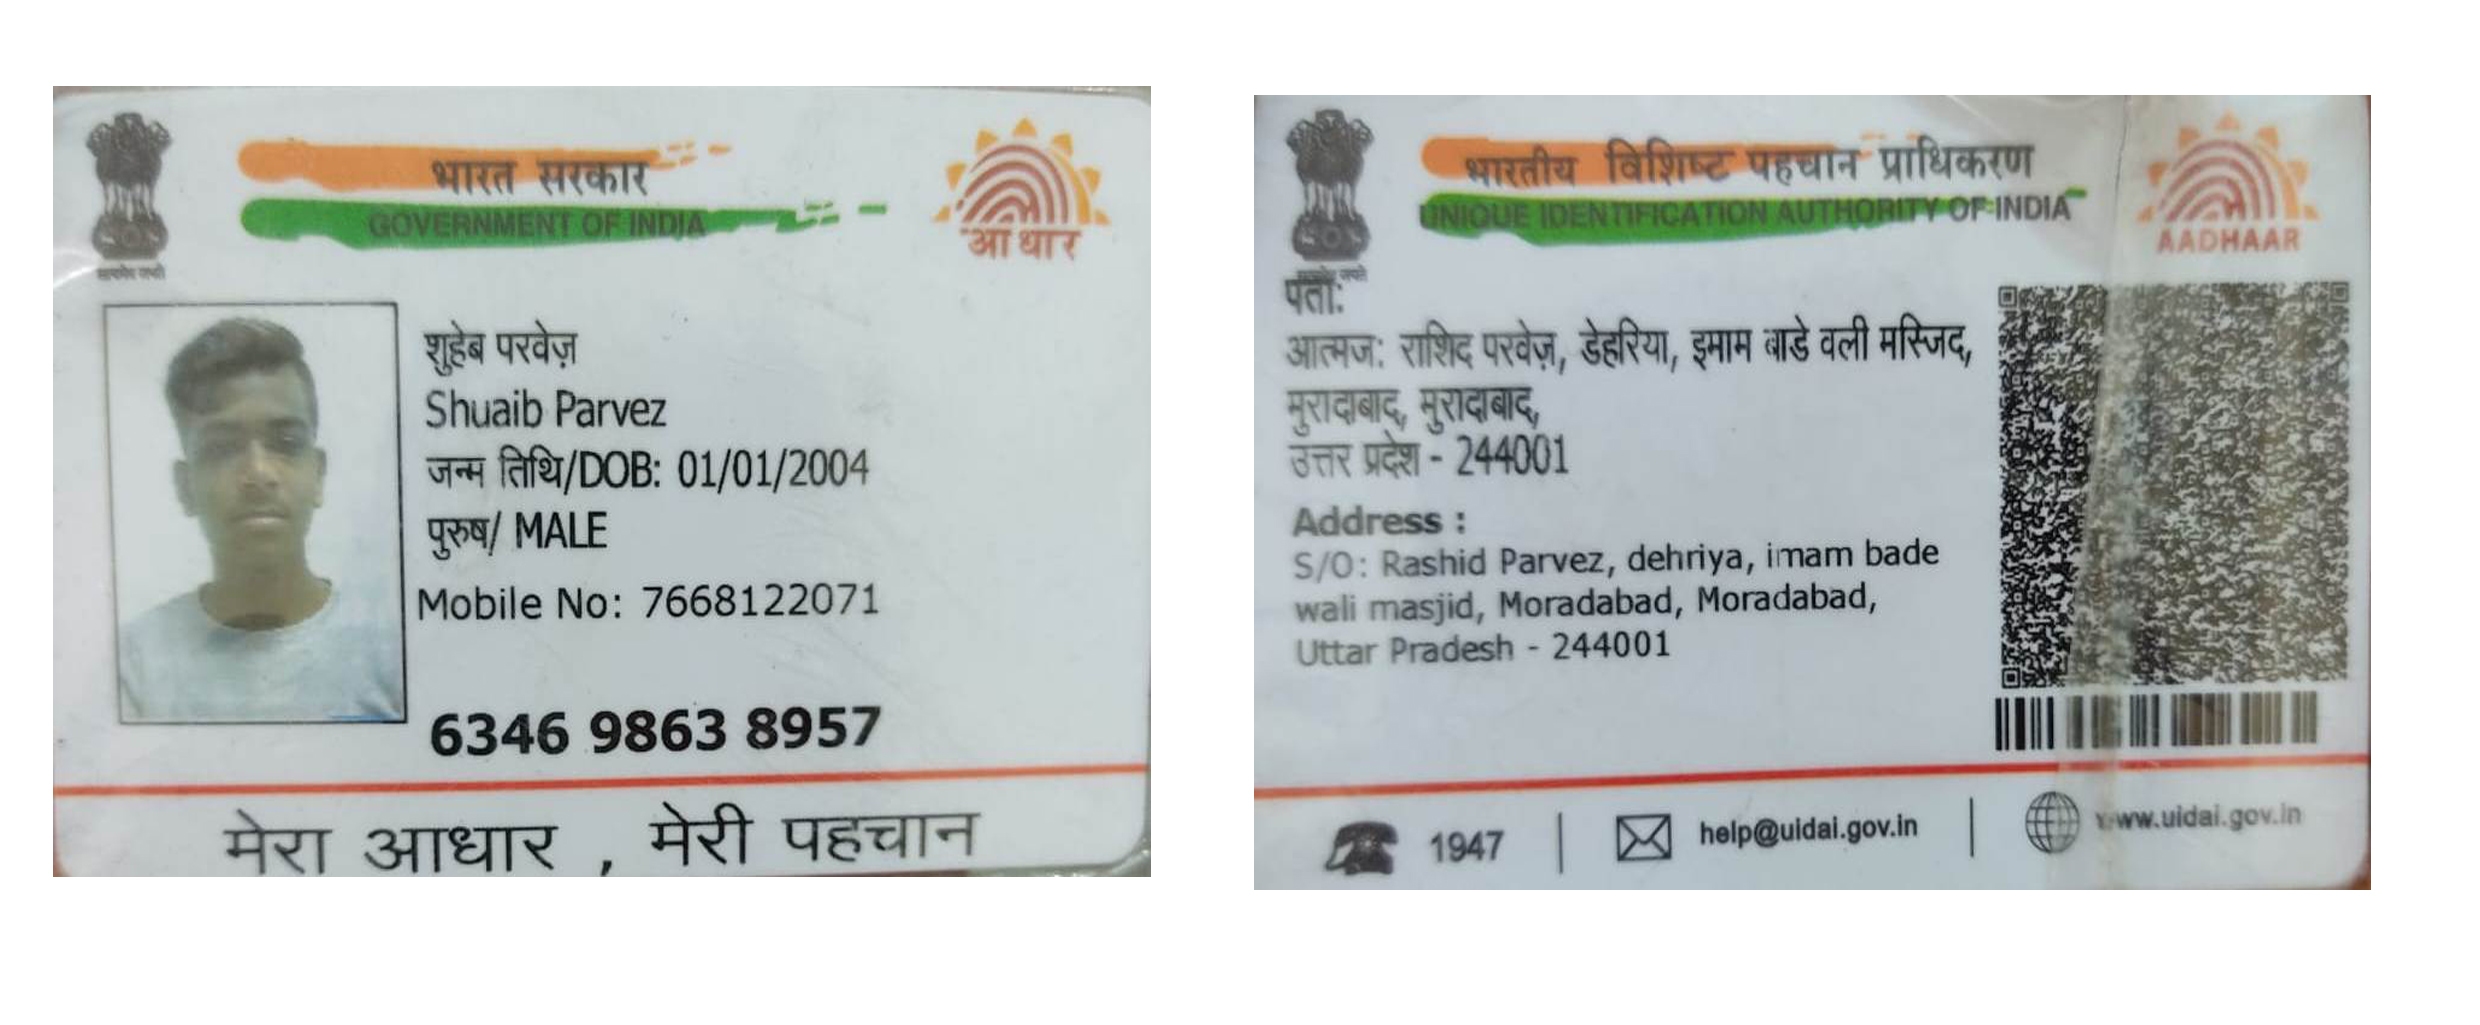 भारत सरकार
GOVERNMENT OF INDIA
आधार
शुहेब परवेज़
Shuaib Parvez
जन्म तिथि/DOB: 01/01/2004
पुरुष/ MALE
Mobile No: 7668122071
6346 9863 8957
मेरा आधार , मेरी पहचान
भारतीय विशिष्ट पहचान प्राधिकरण
UNIQUE IDENTIFICATION AUTHORITY OF INDIA
AADHAAR
पता:
आत्मज: राशिद परवेज़, डेहरिया, इमाम बाडे वली मस्जिद,
मुरादाबाद, मुरादाबाद,
उत्तर प्रदेश - 244001
Address :
S/O: Rashid Parvez, dehriya, imam bade
wali masjid, Moradabad, Moradabad,
Uttar Pradesh - 244001
1947
help@uidai.gov.in
www.uidai.gov.in